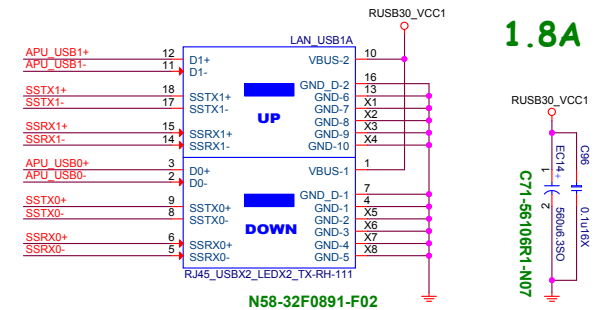 RUSB30_VCC1
1.8A
LAN_USB1A
APU_USB1+ 12 D1+ VBUS-2 10
APU_USB1- 11 D1-
GND_D-2 16
SSTX1+ 18 SSTX1+ GND-6 13
SSTX1- 17 SSTX1- GND-7 X1
UP GND-8 X2
SSRX1+ 15 SSRX1+ GND-9 X3
SSRX1- 14 SSRX1- GND-10 X4
APU_USB0+ 3 D0+ VBUS-1 1
APU_USB0- 2 D0-
GND_D-1 7
SSTX0+ 9 SSTX0+ GND-1 4
SSTX0- 8 SSTX0- GND-2 X5
DOWN GND-3 X6
SSRX0+ 6 SSRX0+ GND-4 X7
SSRX0- 5 SSRX0- GND-5 X8
RJ45_USBX2_LEDX2_TX-RH-111
N58-32F0891-F02
RUSB30_VCC1
C71-56106R1-N07
1 2
EC14 +
560u6.3SO
C96
0.1u16X